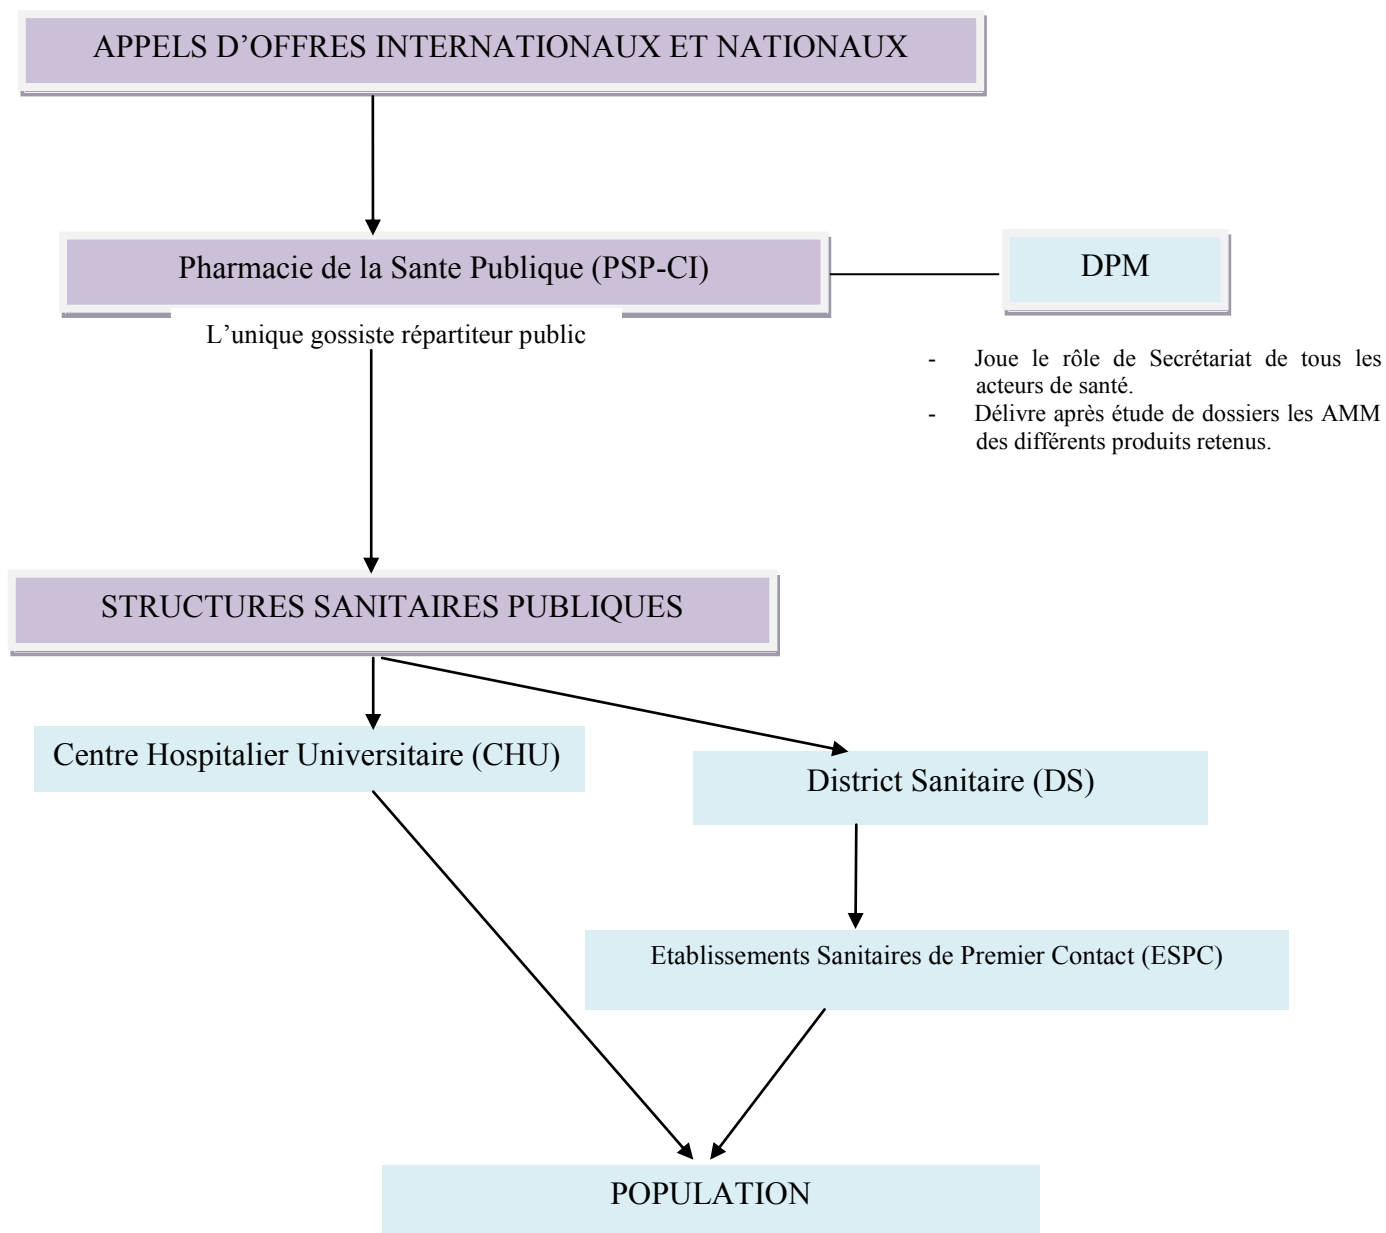 APPELS D’OFFRES INTERNATIONAUX ET NATIONAUX
Pharmacie de la Sante Publique (PSP-CI)
DPM
L’unique gossiste répartiteur public
- Joue le rôle de Secrétariat de tous les
acteurs de santé.
- Délivre après étude de dossiers les AMM
des différents produits retenus.
STRUCTURES SANITAIRES PUBLIQUES
Centre Hospitalier Universitaire (CHU)
District Sanitaire (DS)
Etablissements Sanitaires de Premier Contact (ESPC)
POPULATION